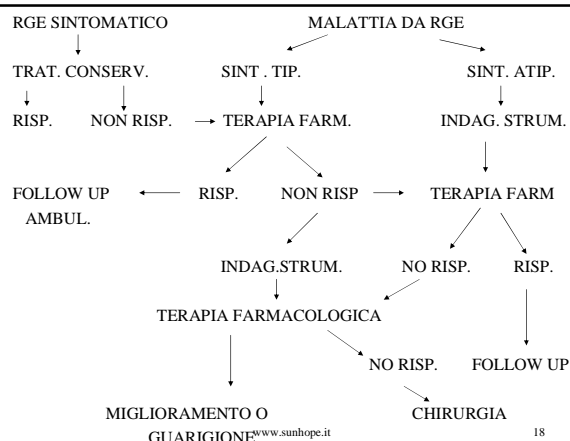 RGE SINTOMATICO MALATTIA DA RGE
TRAT. CONSERV. SINT . TIP. SINT. ATIP.
RISP. NON RISP. TERAPIA FARM. INDAG. STRUM.
FOLLOW UP AMBUL. RISP. NON RISP TERAPIA FARM
INDAG.STRUM. NO RISP. RISP.
TERAPIA FARMACOLOGICA
NO RISP. FOLLOW UP
MIGLIORAMENTO O CHIRURGIA
GUARIGIONE www.sunhope.it 18